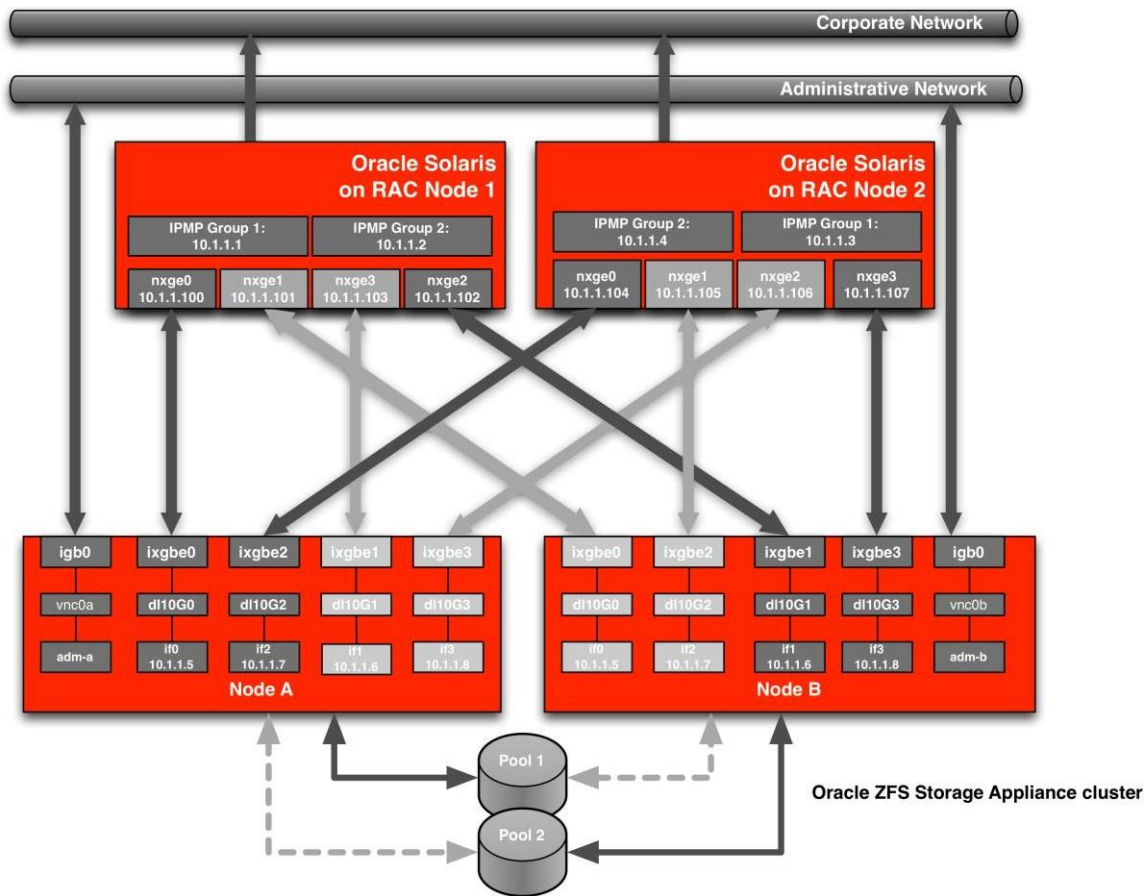 Corporate Network
Administrative Network
Oracle Solaris
on RAC Node 1
IPMP Group 1:
10.1.1.1
IPMP Group 2:
10.1.1.2
nxge0
10.1.1.100
nxge1
10.1.1.101
nxge3
10.1.1.103
nxge2
10.1.1.102
Oracle Solaris
on RAC Node 2
IPMP Group 2:
10.1.1.4
IPMP Group 1:
10.1.1.3
nxge0
10.1.1.104
nxge1
10.1.1.105
nxge2
10.1.1.106
nxge3
10.1.1.107
igb0
ixgbe0
ixgbe2
ixgbe1
ixgbe3
vnc0a
dl10G0
dl10G2
dl10G1
dl10G3
adm-a
if0
10.1.1.5
if2
10.1.1.7
if1
10.1.1.6
if3
10.1.1.8
Node A
ixgbe0
ixgbe2
ixgbe1
ixgbe3
igb0
dl10G0
dl10G2
dl10G1
dl10G3
vnc0b
if0
10.1.1.5
if2
10.1.1.7
if1
10.1.1.6
if3
10.1.1.8
adm-b
Node B
Pool 1
Pool 2
Oracle ZFS Storage Appliance cluster